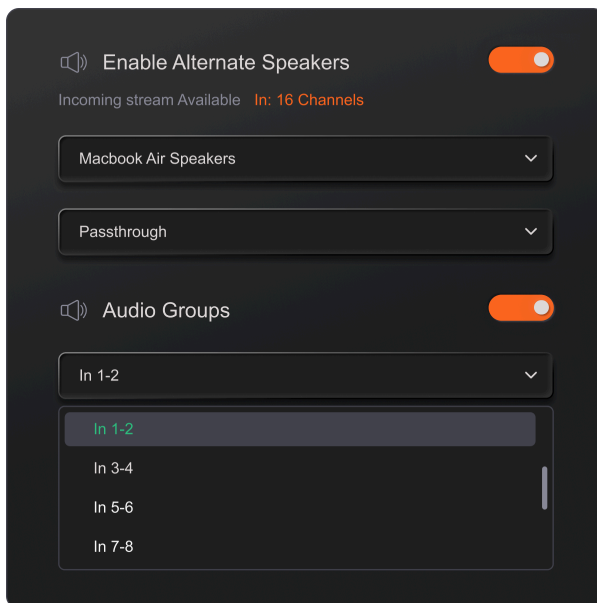 Enable Alternate Speakers
Incoming stream Available In: 16 Channels
Macbook Air Speakers
Passthrough
Audio Groups
In 1-2
In 1-2
In 3-4
In 5-6
In 7-8